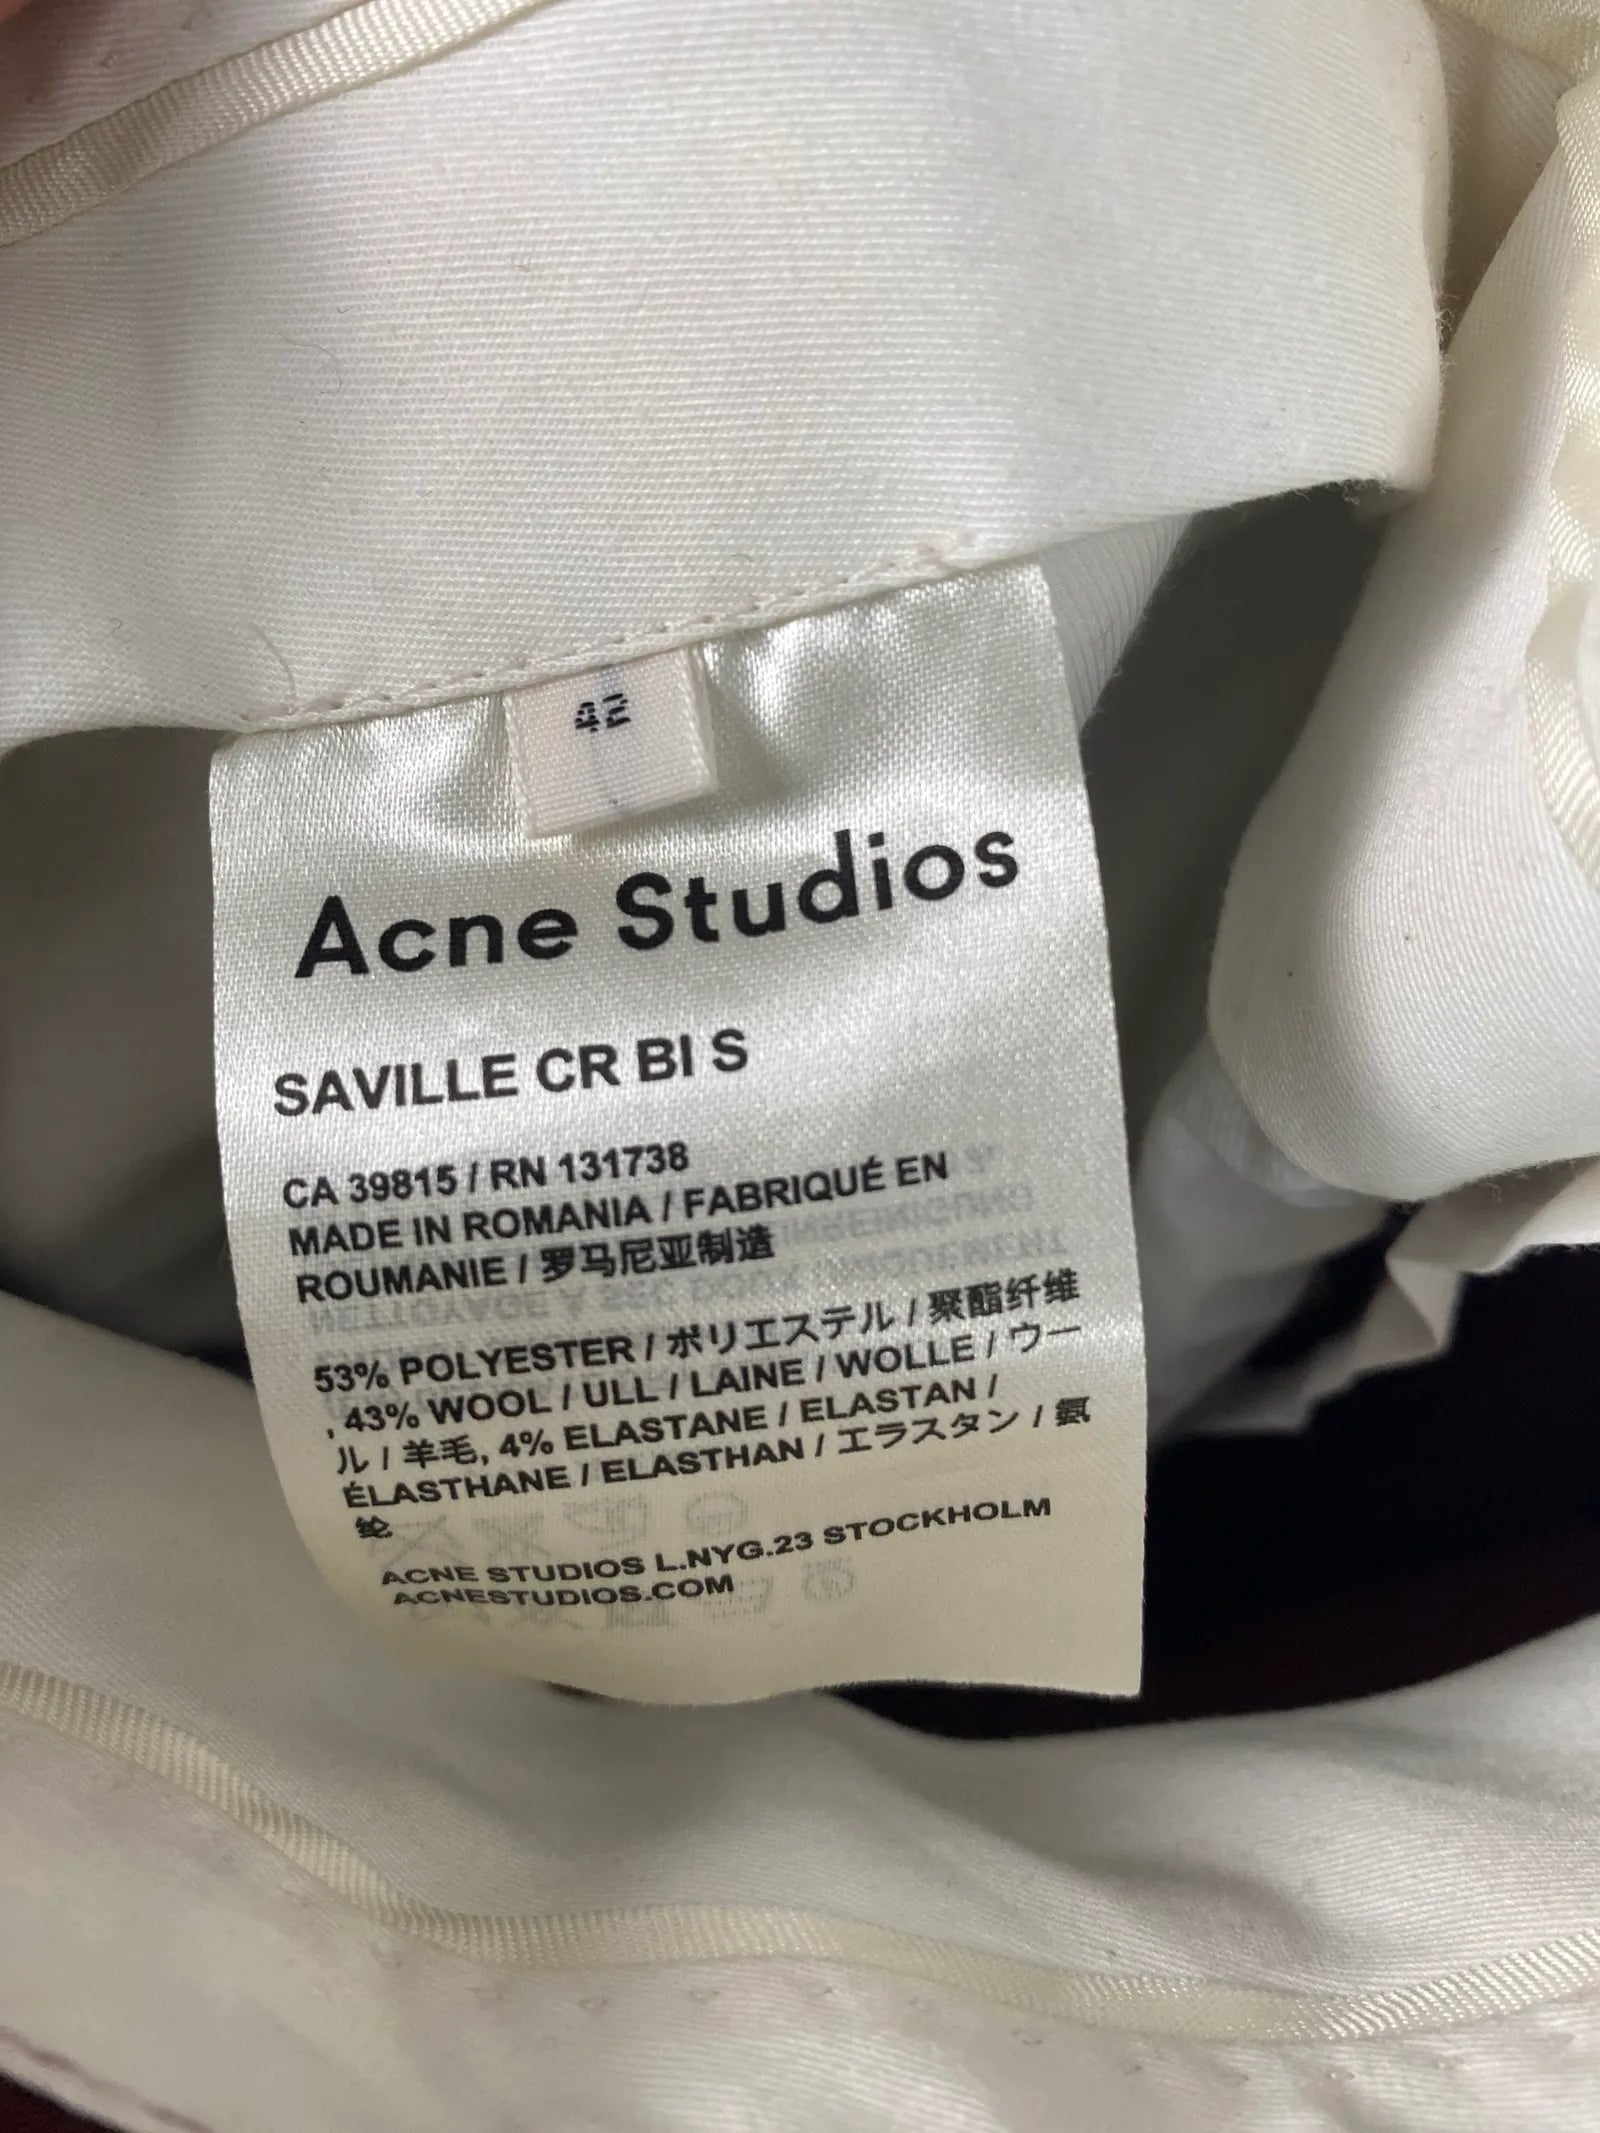 42
Acne Studios
SAVILLE CR BI S
CA 39815 / RN 131738
MADE IN ROMANIA / FABRIQUÉ EN
ROUMANIE / 罗马尼亚制造
53% POLYESTER / ポリエステル / 聚酯纤维
, 43% WOOL / ULL / LAINE / WOLLE / ウー
ル / 羊毛, 4% ELASTANE / ELASTAN /
ÉLASTHANE / ELASTHAN / エラスタン / 氨
纶
ACNE STUDIOS L.NYG.23 STOCKHOLM
ACNESTUDIOS.COM